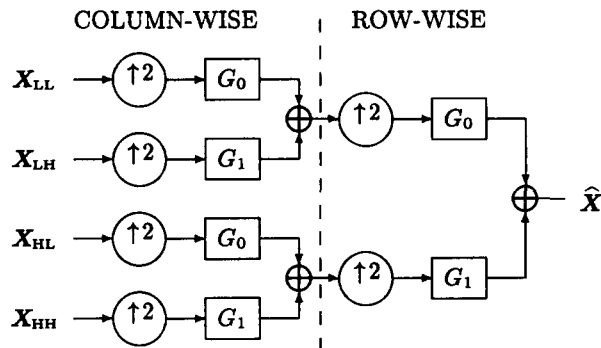 COLUMN-WISE ROW-WISE
X_LL ↑2 G_0
↑2 G_0
X_LH ↑2 G_1
X̂
X_HL ↑2 G_0
↑2 G_1
X_HH ↑2 G_1